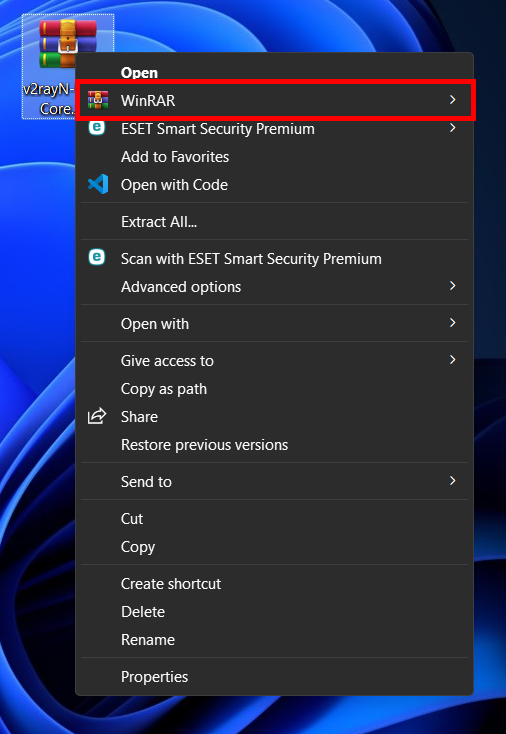 v2rayN-
Core.
Open
WinRAR
ESET Smart Security Premium
Add to Favorites
Open with Code
Extract All...
Scan with ESET Smart Security Premium
Advanced options
Open with
Give access to
Copy as path
Share
Restore previous versions
Send to
Cut
Copy
Create shortcut
Delete
Rename
Properties